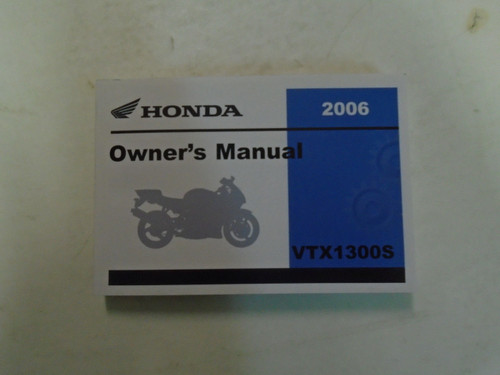 HONDA
2006
Owner's Manual
VTX1300S